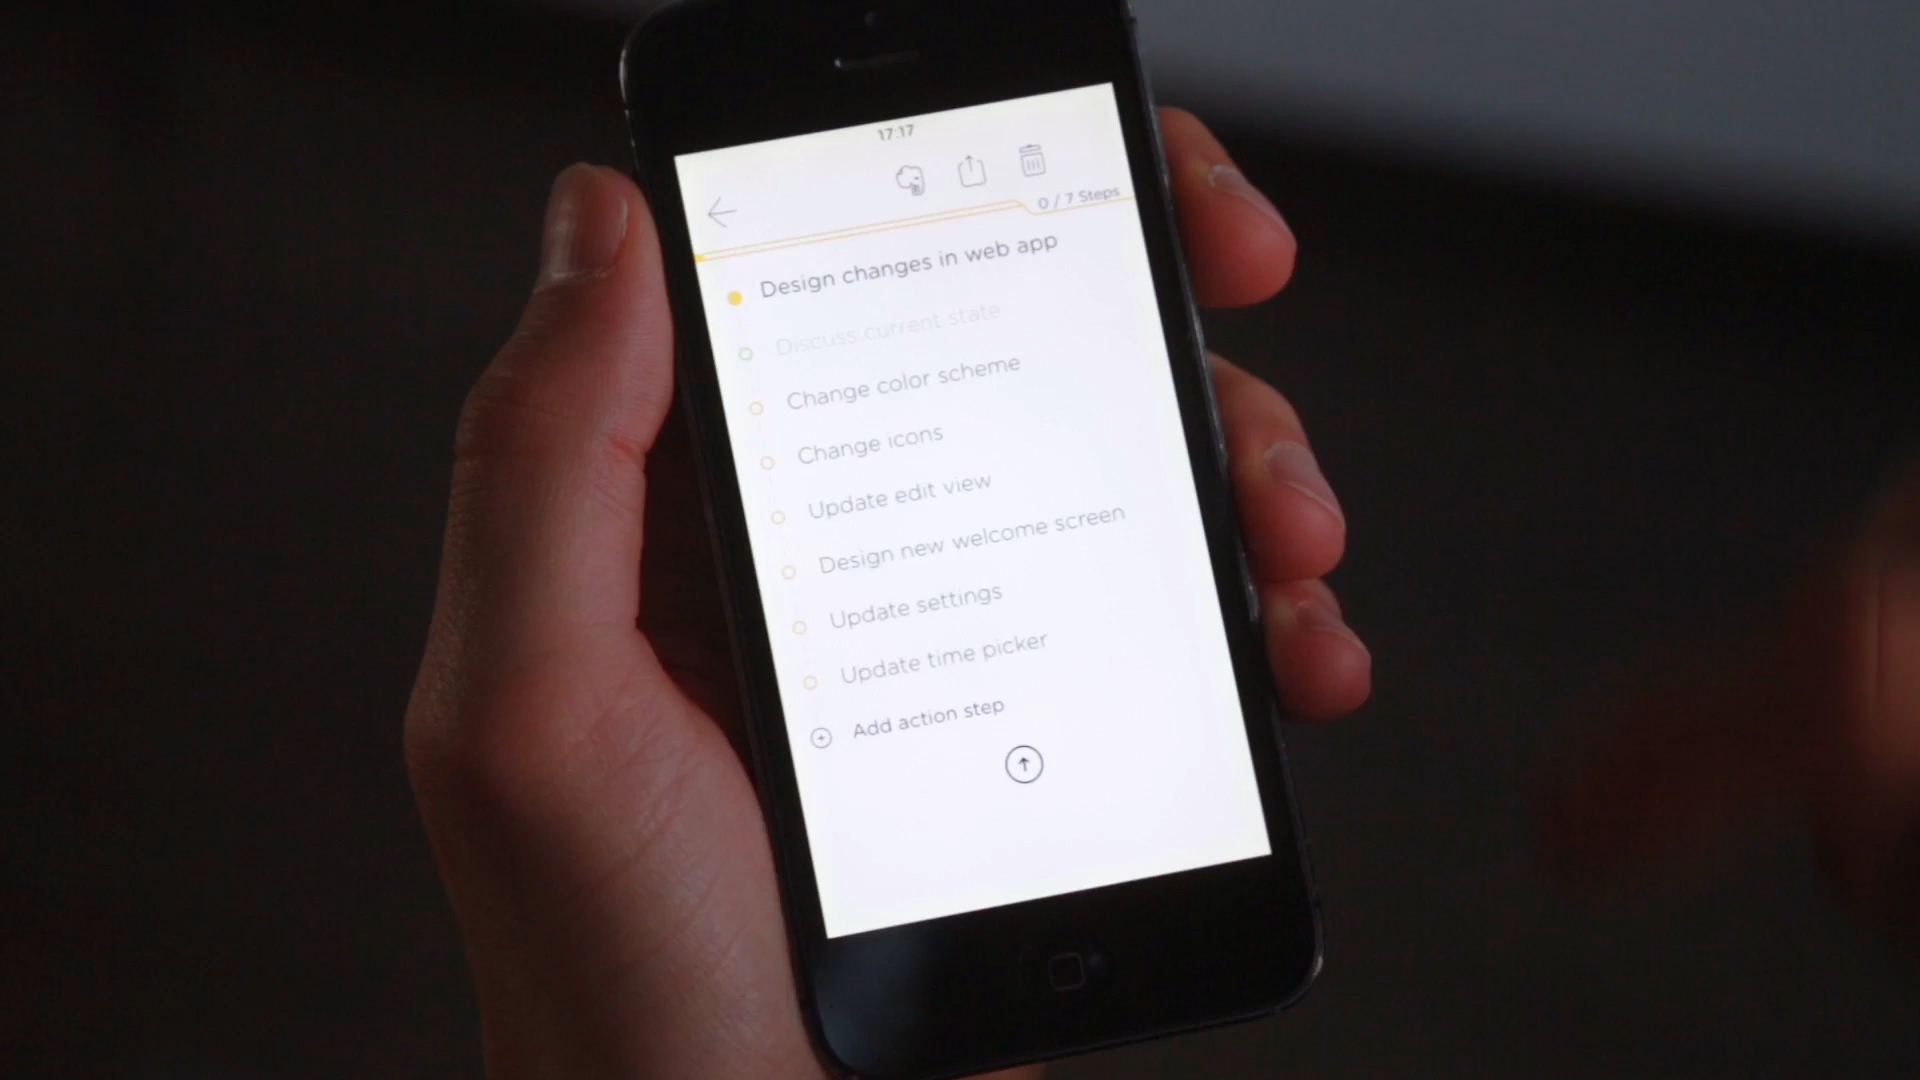 17:17
0 / 7 Steps
Design changes in web app
Discuss current state
Change color scheme
Change icons
Update edit view
Design new welcome screen
Update settings
Update time picker
Add action step